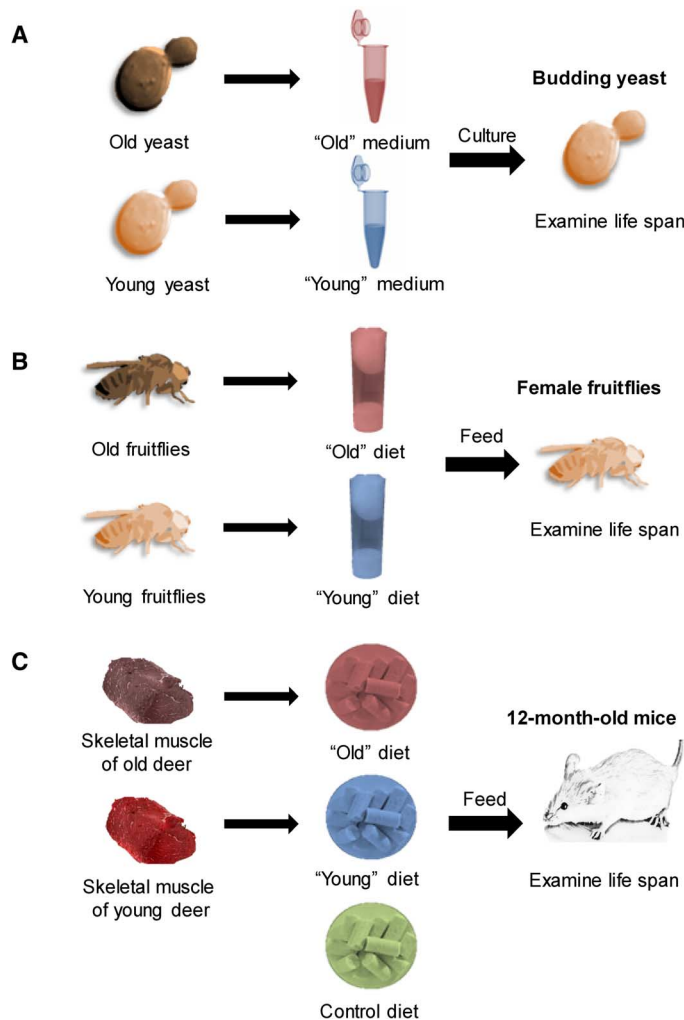 A
Old yeast
“Old” medium
Budding yeast
Culture
Young yeast
“Young” medium
Examine life span
B
Female fruitflies
Old fruitflies
“Old” diet
Feed
Young fruitflies
“Young” diet
Examine life span
C
12-month-old mice
Skeletal muscle
of old deer
“Old” diet
Feed
Skeletal muscle
of young deer
“Young” diet
Examine life span
Control diet